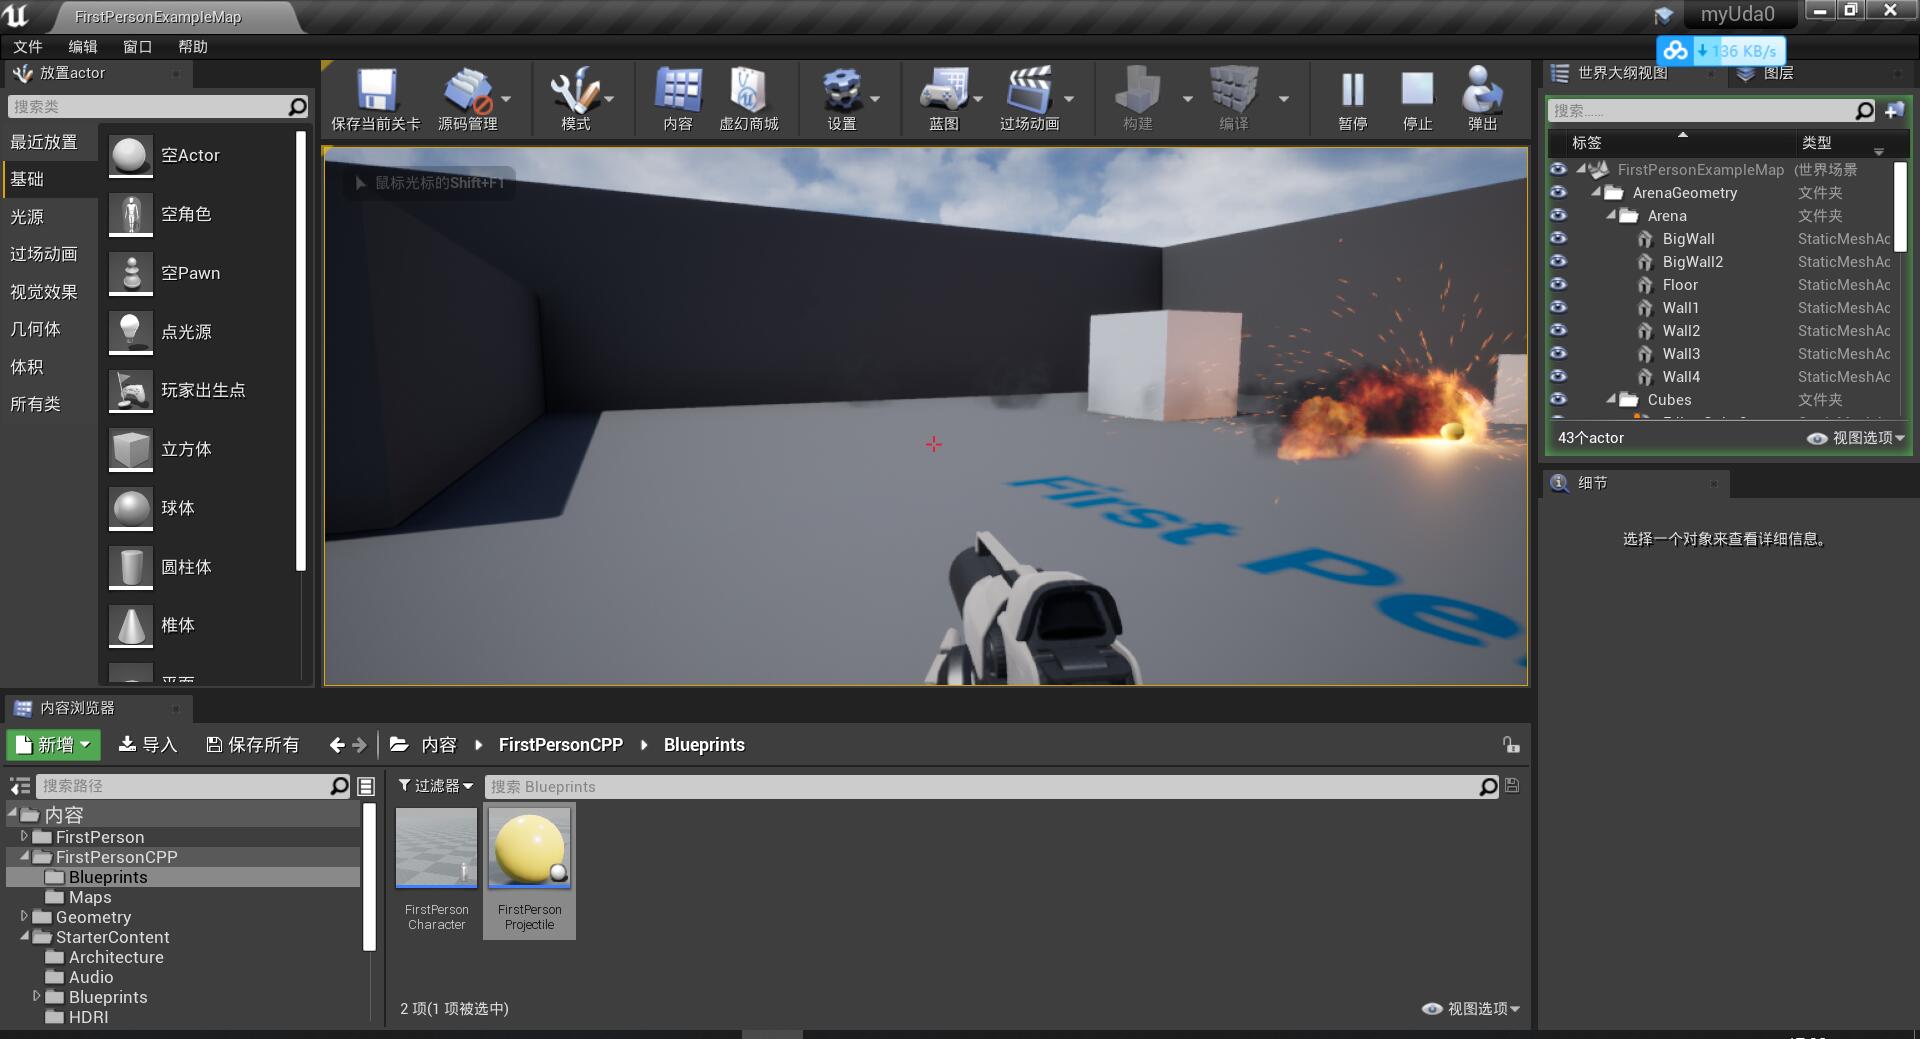 FirstPersonExampleMap
myUda0
文件 编辑 窗口 帮助
136 KB/s
放置actor
搜索类
最近放置
基础
光源
过场动画
视觉效果
几何体
体积
所有类
空Actor
空角色
空Pawn
点光源
玩家出生点
立方体
球体
圆柱体
椎体
保存当前关卡 源码管理 模式 内容 虚幻商城 设置 蓝图 过场动画 构建 编译 暂停 停止 弹出
鼠标光标的Shift+F1
First Pe
世界大纲视图 图层
搜索......
标签 类型
FirstPersonExampleMap (世界场景
ArenaGeometry 文件夹
Arena 文件夹
BigWall StaticMeshAc
BigWall2 StaticMeshAc
Floor StaticMeshAc
Wall1 StaticMeshAc
Wall2 StaticMeshAc
Wall3 StaticMeshAc
Wall4 StaticMeshAc
Cubes 文件夹
43个actor 视图选项
细节
选择一个对象来查看详细信息。
内容浏览器
新增 导入 保存所有 内容 FirstPersonCPP Blueprints
搜索路径
内容
FirstPerson
FirstPersonCPP
Blueprints
Maps
Geometry
StarterContent
Architecture
Audio
Blueprints
HDRI
过滤器 搜索 Blueprints
FirstPerson
Character
FirstPerson
Projectile
2 项(1 项被选中) 视图选项